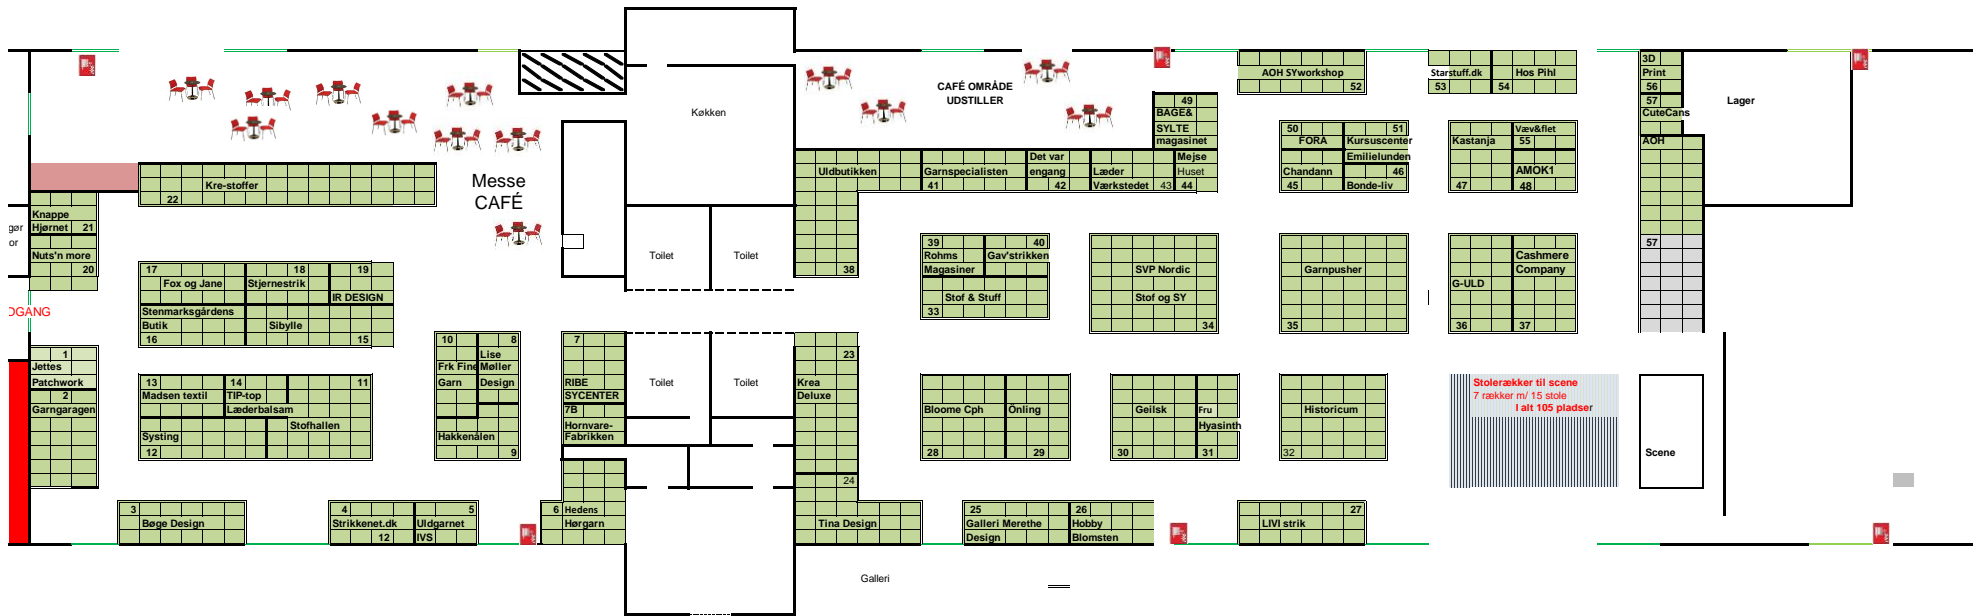 Køkken
CAFÉ OMRÅDE
UDSTILLER
49
BAGE&
SYLTE
magasinet
AOH SYworkshop
52
Starstuff.dk
53
Hos Pihl
54
3D
Print
56
57
CuteCans
AOH
57
Lager
50
FORA
51
Kursuscenter
Emilielunden
46
Chandann
45
Bonde-liv
Kastanja
47
Væv&flet
55
AMOK1
48
Kre-stoffer
22
Messe
CAFÉ
Uldbutikken
38
Garnspecialisten
41
Det var
engang
42
Læder
Værkstedet
43
Mejse
Huset
44
Knappe
Hjørnet
21
Nuts'n more
20
gør
or
DGANG
17
Fox og Jane
18
Stjernestrik
19
IR DESIGN
Stenmarksgårdens
Butik
16
Sibylle
15
Toilet
Toilet
39
Rohms
Magasiner
40
Gav'strikken
Stof & Stuff
33
SVP Nordic
Stof og SY
34
Garnpusher
35
G-ULD
36
Cashmere
Company
37
1
Jettes
Patchwork
2
Garngaragen
13
Madsen textil
14
TIP-top
Læderbalsam
11
Stofhallen
Systing
12
10
Frk Fine
Garn
8
Lise
Møller
Design
Hakkenålen
9
7
RIBE
SYCENTER
7B
Hornvare-
Fabrikken
Toilet
Toilet
23
Krea
Deluxe
24
Tina Design
Bloome Cph
28
Önling
29
Geilsk
30
Fru
Hyasinth
31
Historicum
32
Stolerækker til scene
7 rækker m/ 15 stole
I alt 105 pladser
Scene
3
Bøge Design
4
Strikkenet.dk
12
5
Uldgarnet
IVS
6
Hedens
Hørgarn
25
Galleri Merethe
Design
26
Hobby
Blomsten
27
LIVI strik
Galleri